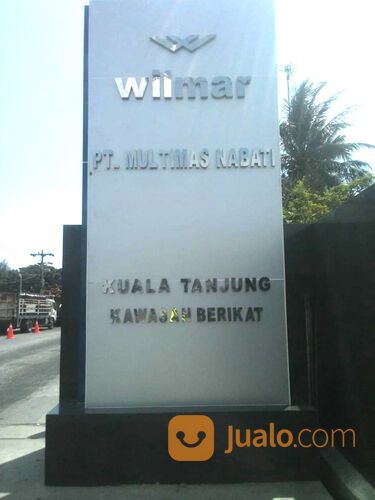 wilmar
PT. MULTIMAS NABATI
KUALA TANJUNG
KAWASAN BERIKAT
Jualo.com